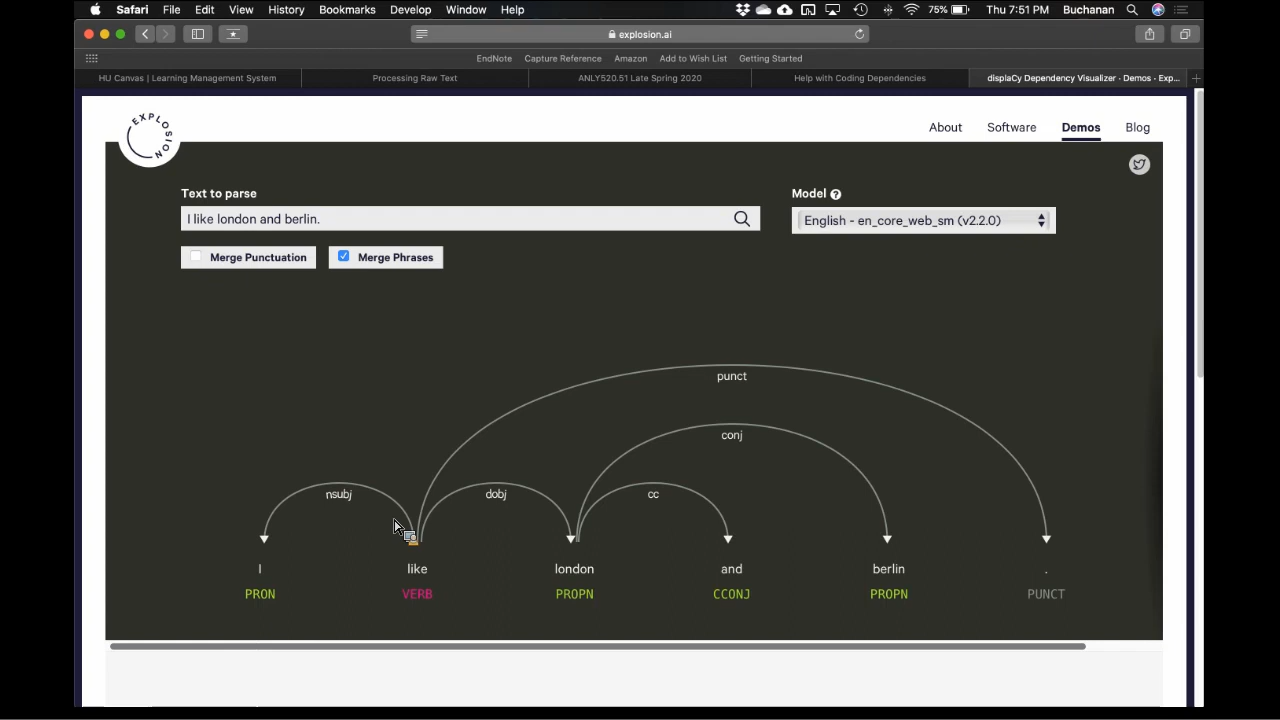 Safari File Edit View History Bookmarks Develop Window Help 75% Thu 7:51 PM Buchanan
explosion.ai
EndNote Capture Reference Amazon Add to Wish List Getting Started
HU Canvas | Learning Management System Processing Raw Text ANLY520.51 Late Spring 2020 Help with Coding Dependencies displaCy Dependency Visualizer · Demos · Exp...
EXPLOSION
About Software Demos Blog
Text to parse Model ?
I like london and berlin. English - en_core_web_sm (v2.2.0)
Merge Punctuation Merge Phrases
punct
conj
nsubj dobj cc
I like london and berlin .
PRON VERB PROPN CCONJ PROPN PUNCT